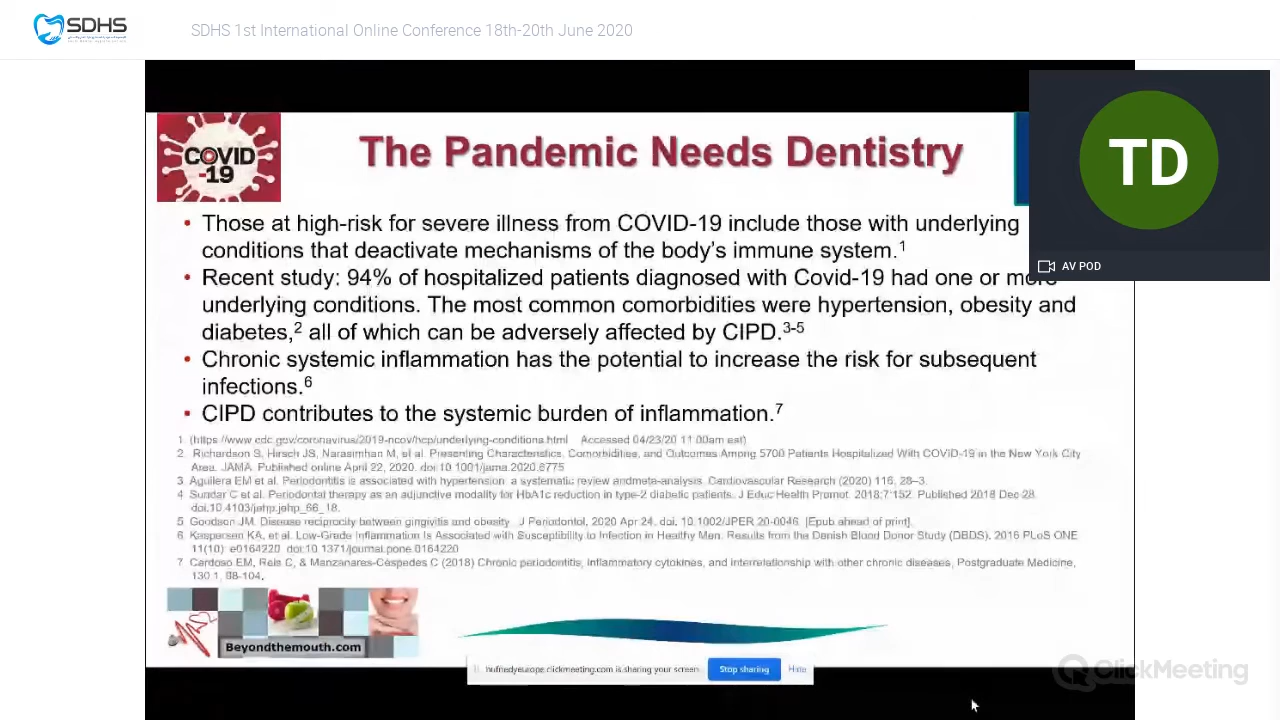 SDHS
SDHS 1st International Online Conference 18th-20th June 2020
COVID
-19
The Pandemic Needs Dentistry
TD
AV POD
• Those at high-risk for severe illness from COVID-19 include those with underlying
conditions that deactivate mechanisms of the body's immune system.1
• Recent study: 94% of hospitalized patients diagnosed with Covid-19 had one or more
underlying conditions. The most common comorbidities were hypertension, obesity and
diabetes,2 all of which can be adversely affected by CIPD.3-5
• Chronic systemic inflammation has the potential to increase the risk for subsequent
infections.6
• CIPD contributes to the systemic burden of inflammation.7
1. (https://www.cdc.gov/coronavirus/2019-ncov/hcp/underlying-conditions.html Accessed 04/23/20 11:00am est)
2. Richardson S, Hirsch JS, Narasimhan M, et al. Presenting Characteristics, Comorbidities, and Outcomes Among 5700 Patients Hospitalized With COVID-19 in the New York City
Area. JAMA. Published online April 22, 2020. doi:10.1001/jama.2020.6775
3 Aguilera EM et al. Periodontitis is associated with hypertension: a systematic review andmeta-analysis. Cardiovascular Research (2020) 116, 28–3.
4 Sundar C et al. Periodontal therapy as an adjunctive modality for HbA1c reduction in type-2 diabetic patients. J Educ Health Promot. 2018;7:152. Published 2018 Dec 28.
doi:10.4103/jehp.jehp_66_18.
5 Goodson JM. Disease reciprocity between gingivitis and obesity. J Periodontol, 2020 Apr 24. doi: 10.1002/JPER.20-0046. [Epub ahead of print].
6 Kaspersen KA, et al. Low-Grade Inflammation Is Associated with Susceptibility to Infection in Healthy Men. Results from the Danish Blood Donor Study (DBDS). 2016 PLoS ONE
11(10): e0164220. doi:10.1371/journal.pone.0164220
7 Cardoso EM, Reis C, & Manzanares-Céspedes C (2018) Chronic periodontitis, inflammatory cytokines, and interrelationship with other chronic diseases, Postgraduate Medicine,
130:1, 98-104.
Beyondthemouth.com
hufriedyeurope.clickmeeting.com is sharing your screen.
Stop sharing
Hide
ClickMeeting